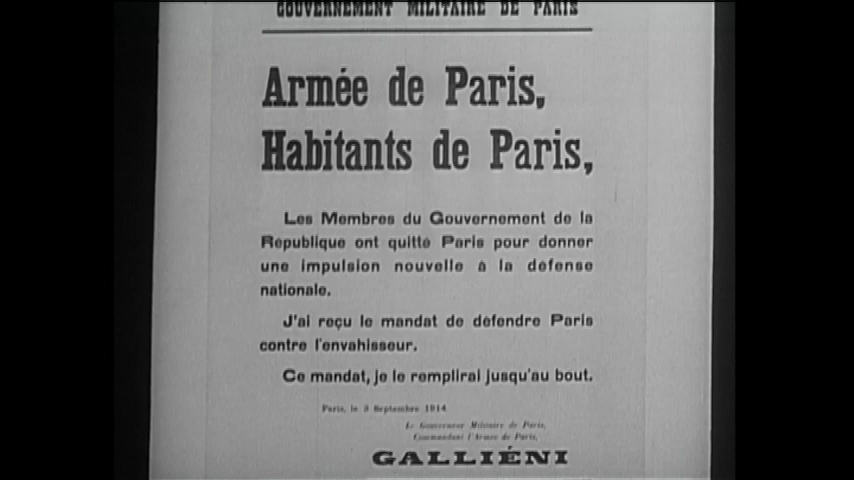 GOUVERNEMENT MILITAIRE DE PARIS
Armée de Paris,
Habitants de Paris,
Les Membres du Gouvernement de la
République ont quitté Paris pour donner
une impulsion nouvelle à la défense
nationale.
J'ai reçu le mandat de défendre Paris
contre l'envahisseur.
Ce mandat, je le remplirai jusqu'au bout.
Paris, le 3 Septembre 1914
Le Gouverneur Militaire de Paris,
Commandant l'Armée de Paris,
GALLIÉNI